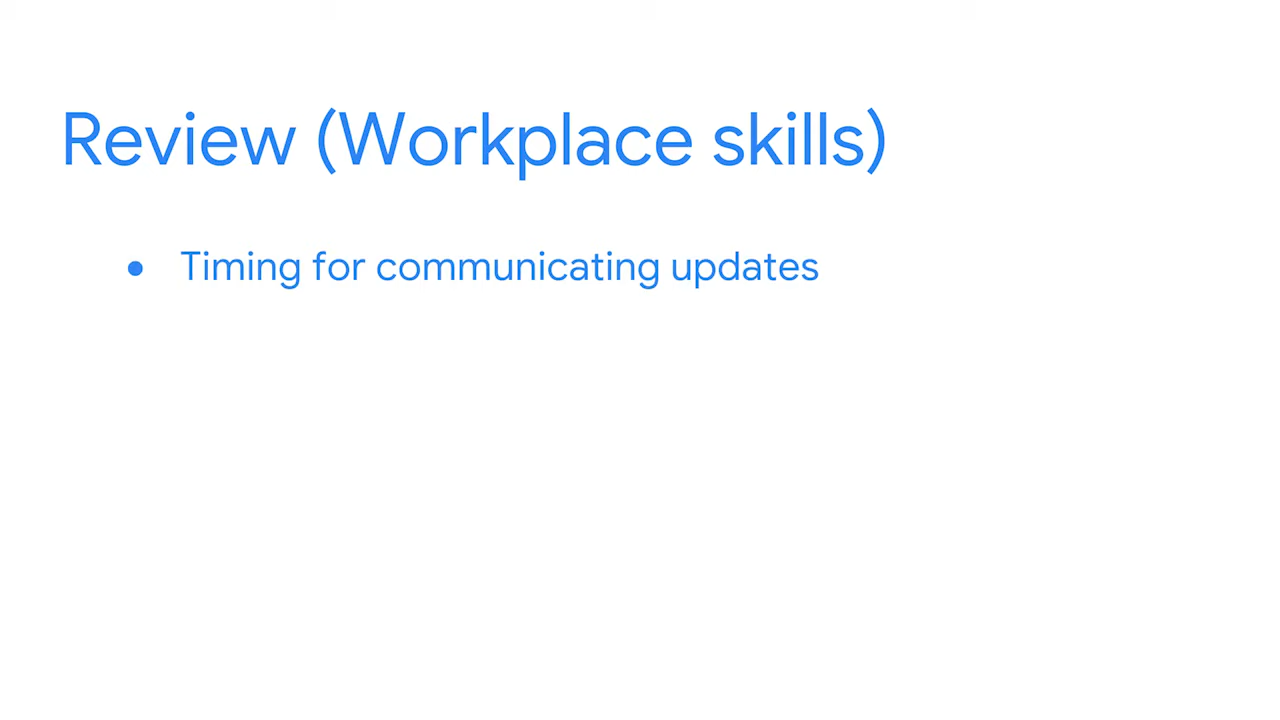 Review (Workplace skills)
● Timing for communicating updates